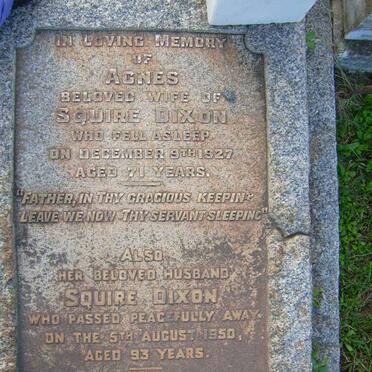 IN LOVING MEMORY
OF
AGNES
BELOVED WIFE OF
SQUIRE DIXON
WHO FELL ASLEEP
ON DECEMBER 9TH 1927
AGED 71 YEARS.
"FATHER, IN THY GRACIOUS KEEPING
LEAVE WE NOW THY SERVANT SLEEPING"
ALSO
HER BELOVED HUSBAND
SQUIRE DIXON
WHO PASSED PEACEFULLY AWAY
ON THE 5TH AUGUST 1950,
AGED 93 YEARS.